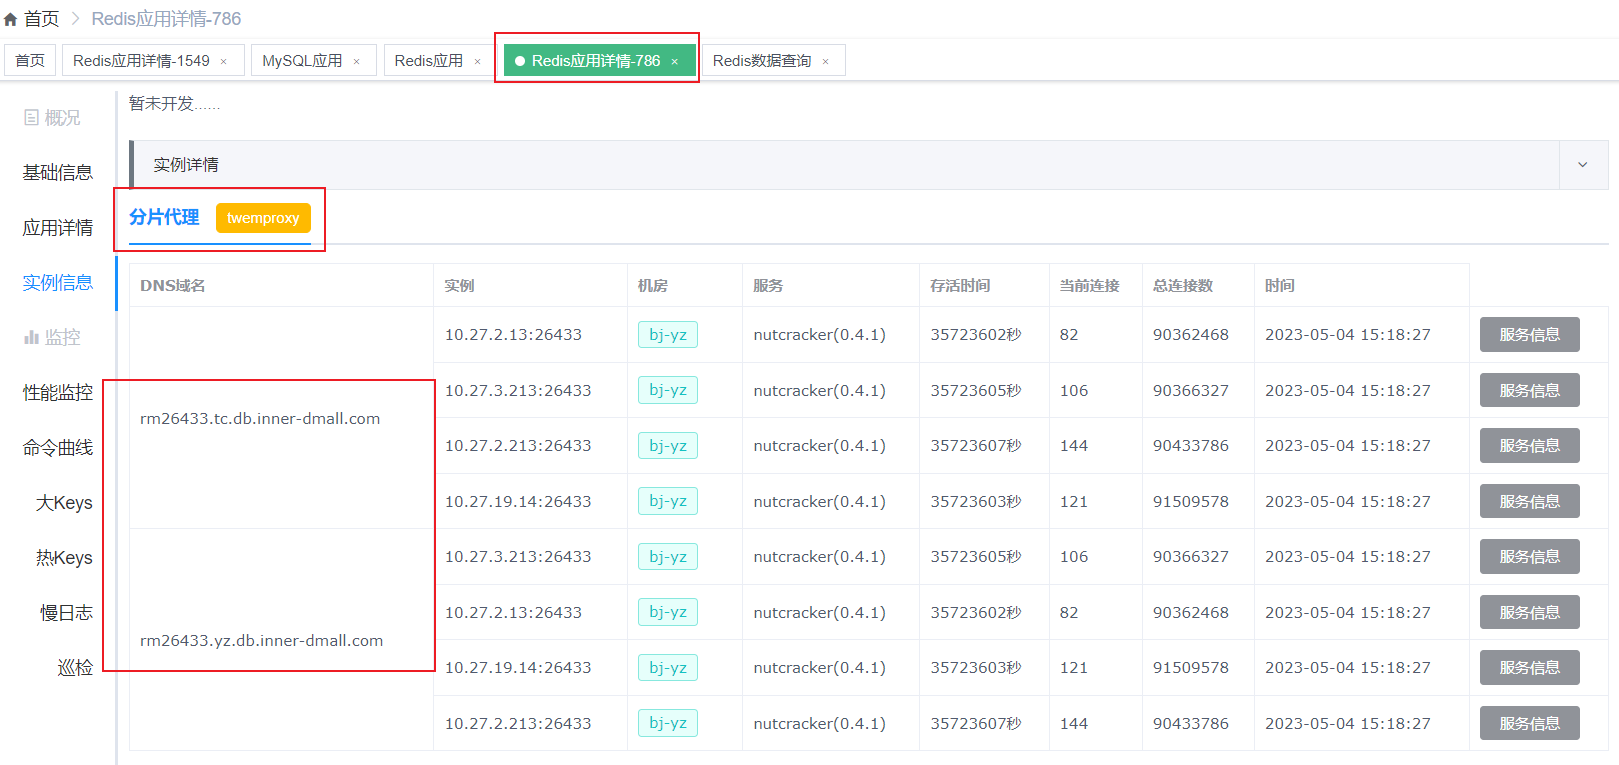 首页 > Redis应用详情-786
首页 Redis应用详情-1549 × MySQL应用 × Redis应用 × Redis应用详情-786 × Redis数据查询 ×
概况
基础信息
应用详情
实例信息
监控
性能监控
命令曲线
大Keys
热Keys
慢日志
巡检
暂未开发......
实例详情
分片代理 twemproxy
DNS域名 实例 机房 服务 存活时间 当前连接 总连接数 时间
rm26433.tc.db.inner-dmall.com
10.27.2.13:26433 bj-yz nutcracker(0.4.1) 35723602秒 82 90362468 2023-05-04 15:18:27 服务信息
10.27.3.213:26433 bj-yz nutcracker(0.4.1) 35723605秒 106 90366327 2023-05-04 15:18:27 服务信息
10.27.2.213:26433 bj-yz nutcracker(0.4.1) 35723607秒 144 90433786 2023-05-04 15:18:27 服务信息
10.27.19.14:26433 bj-yz nutcracker(0.4.1) 35723603秒 121 91509578 2023-05-04 15:18:27 服务信息
rm26433.yz.db.inner-dmall.com
10.27.3.213:26433 bj-yz nutcracker(0.4.1) 35723605秒 106 90366327 2023-05-04 15:18:27 服务信息
10.27.2.13:26433 bj-yz nutcracker(0.4.1) 35723602秒 82 90362468 2023-05-04 15:18:27 服务信息
10.27.19.14:26433 bj-yz nutcracker(0.4.1) 35723603秒 121 91509578 2023-05-04 15:18:27 服务信息
10.27.2.213:26433 bj-yz nutcracker(0.4.1) 35723607秒 144 90433786 2023-05-04 15:18:27 服务信息